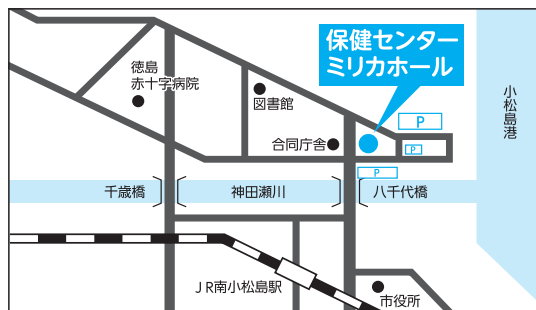 保健センター
ミリカホール
徳島
赤十字病院
図書館
合同庁舎
P
P
P
小松島港
千歳橋
神田瀬川
八千代橋
JR南小松島駅
市役所